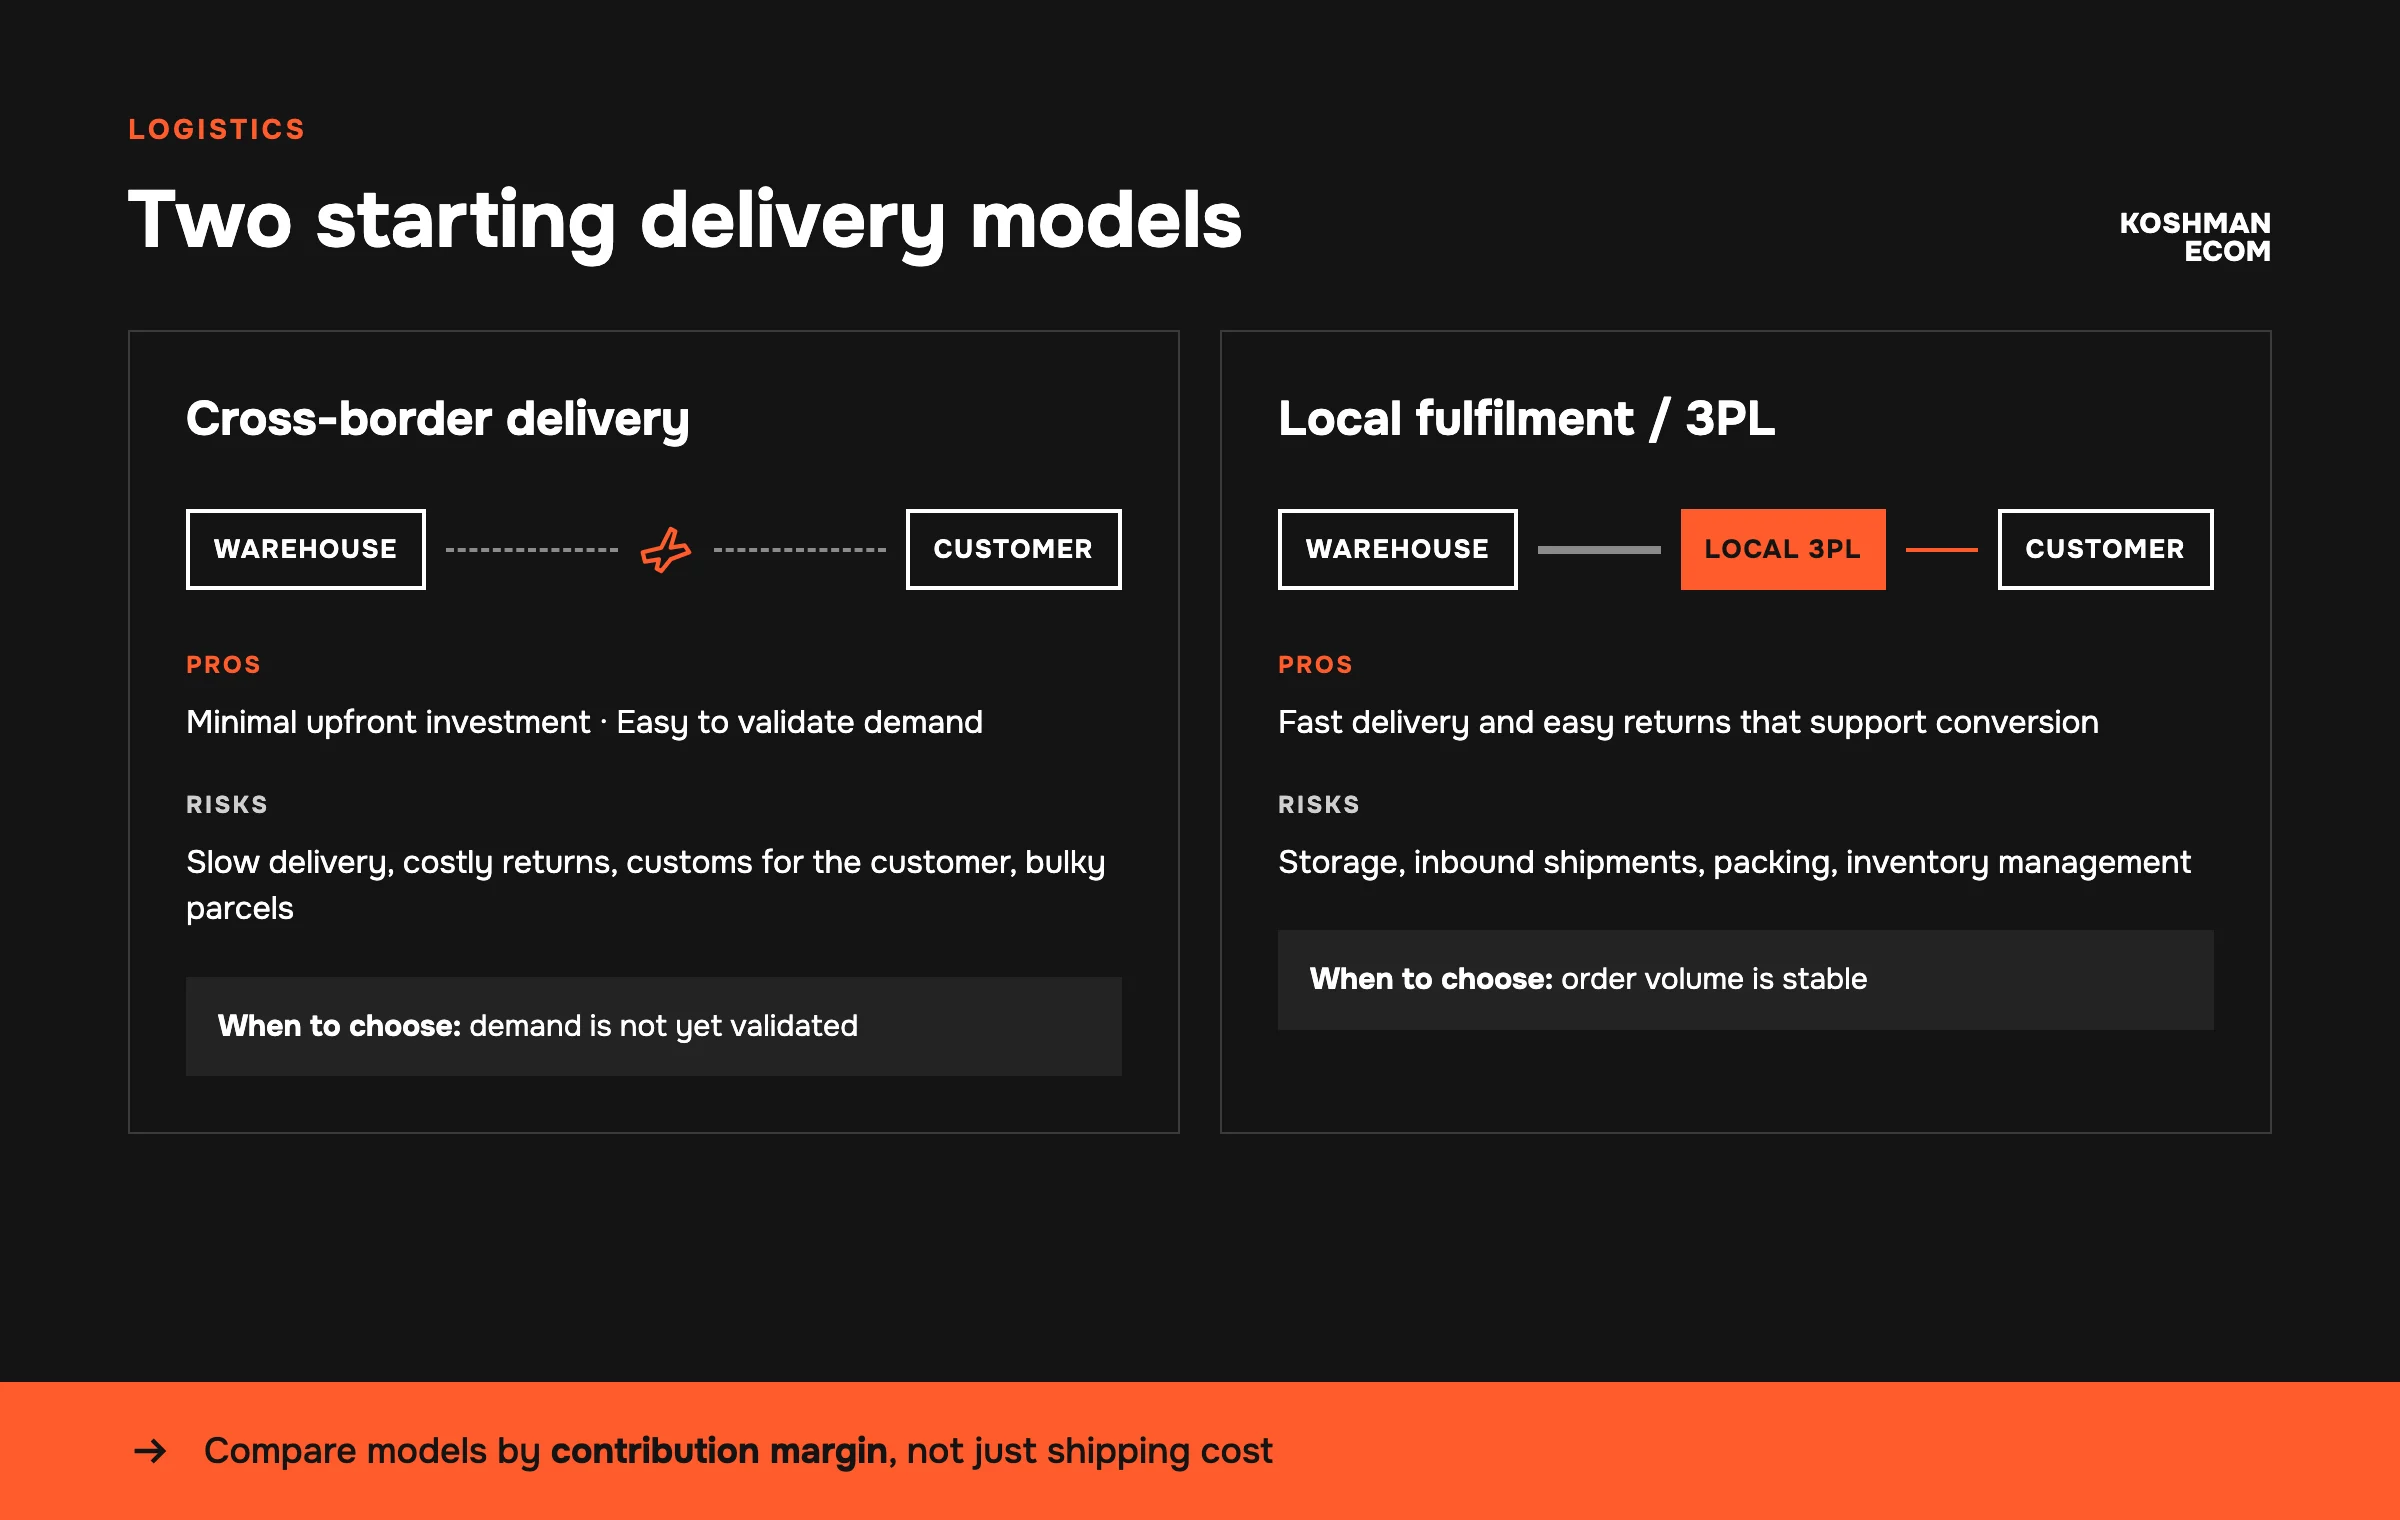 LOGISTICS
Two starting delivery models
KOSHMAN
ECOM
Cross-border delivery
WAREHOUSE
CUSTOMER
PROS
Minimal upfront investment · Easy to validate demand
RISKS
Slow delivery, costly returns, customs for the customer, bulky
parcels
When to choose: demand is not yet validated
Local fulfilment / 3PL
WAREHOUSE
LOCAL 3PL
CUSTOMER
PROS
Fast delivery and easy returns that support conversion
RISKS
Storage, inbound shipments, packing, inventory management
When to choose: order volume is stable
→ Compare models by contribution margin, not just shipping cost